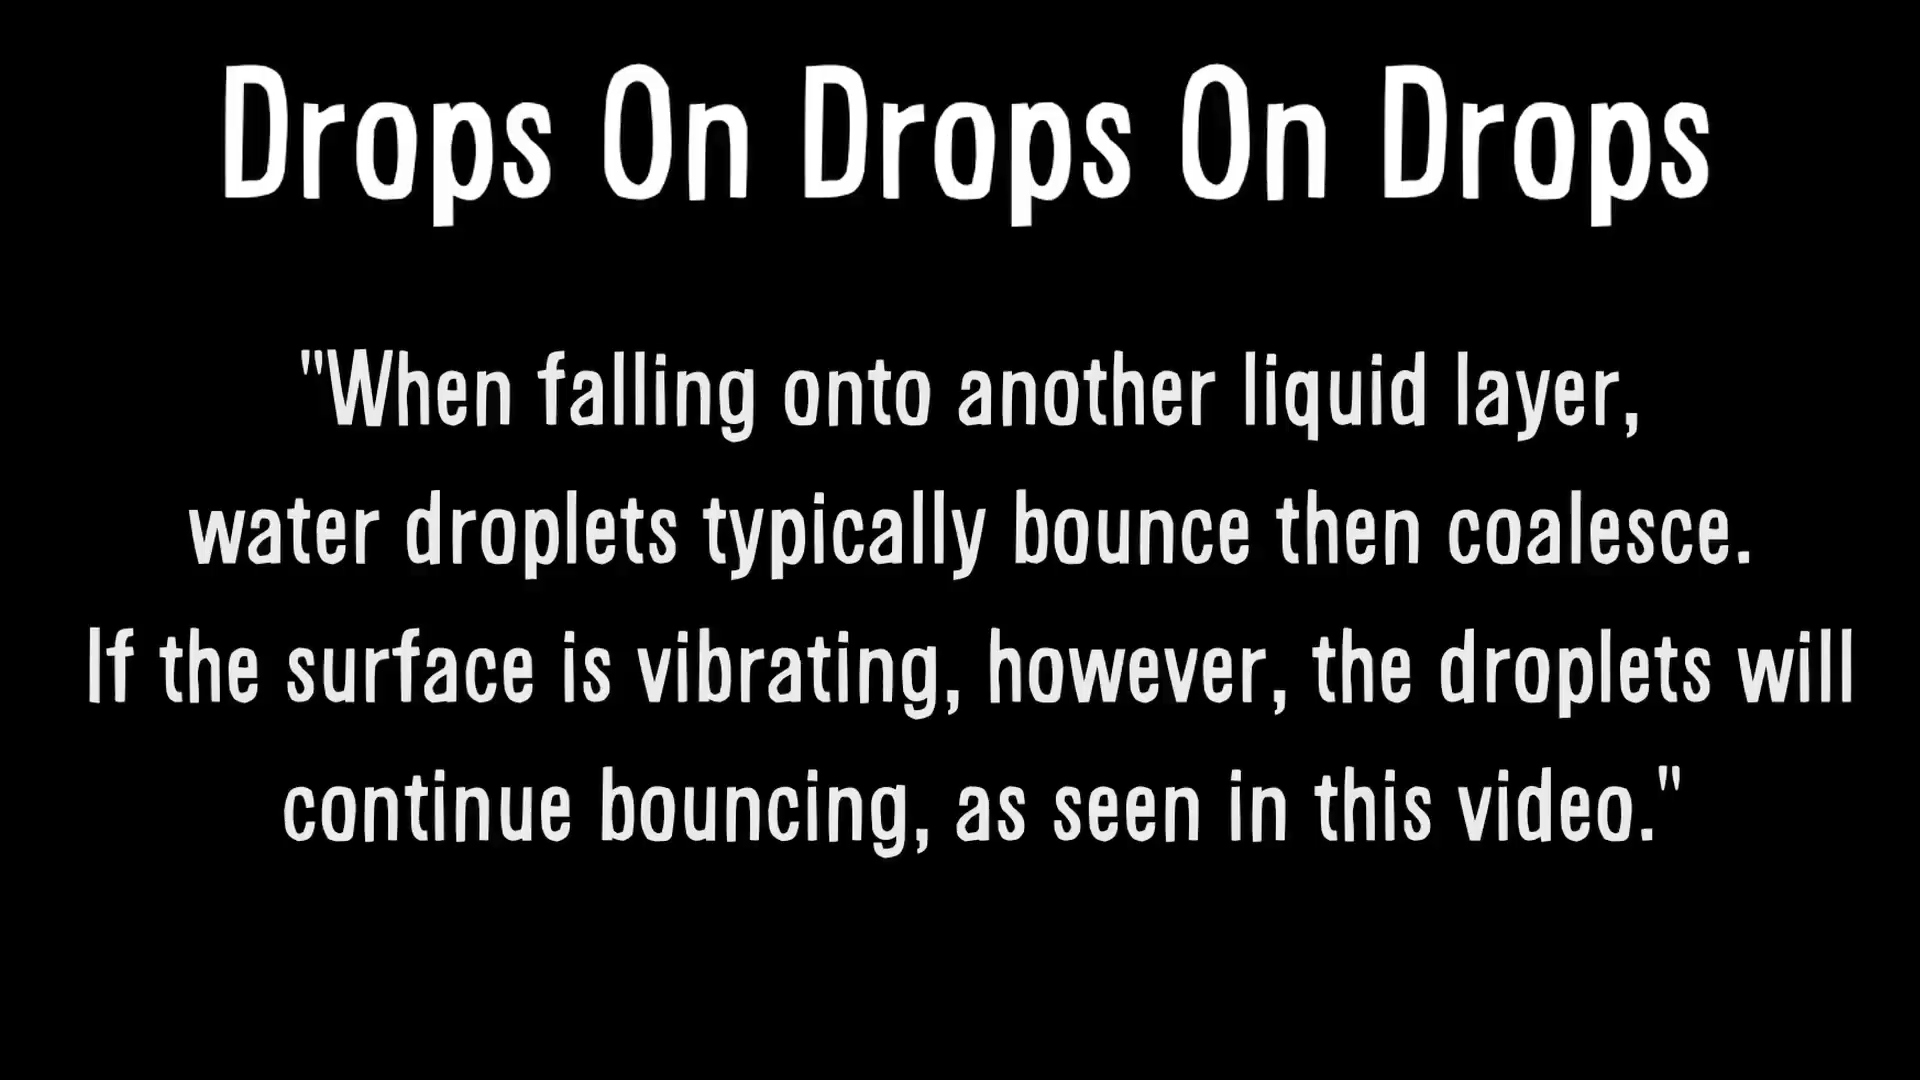 Drops On Drops On Drops
"When falling onto another liquid layer,
water droplets typically bounce then coalesce.
If the surface is vibrating, however, the droplets will
continue bouncing, as seen in this video."